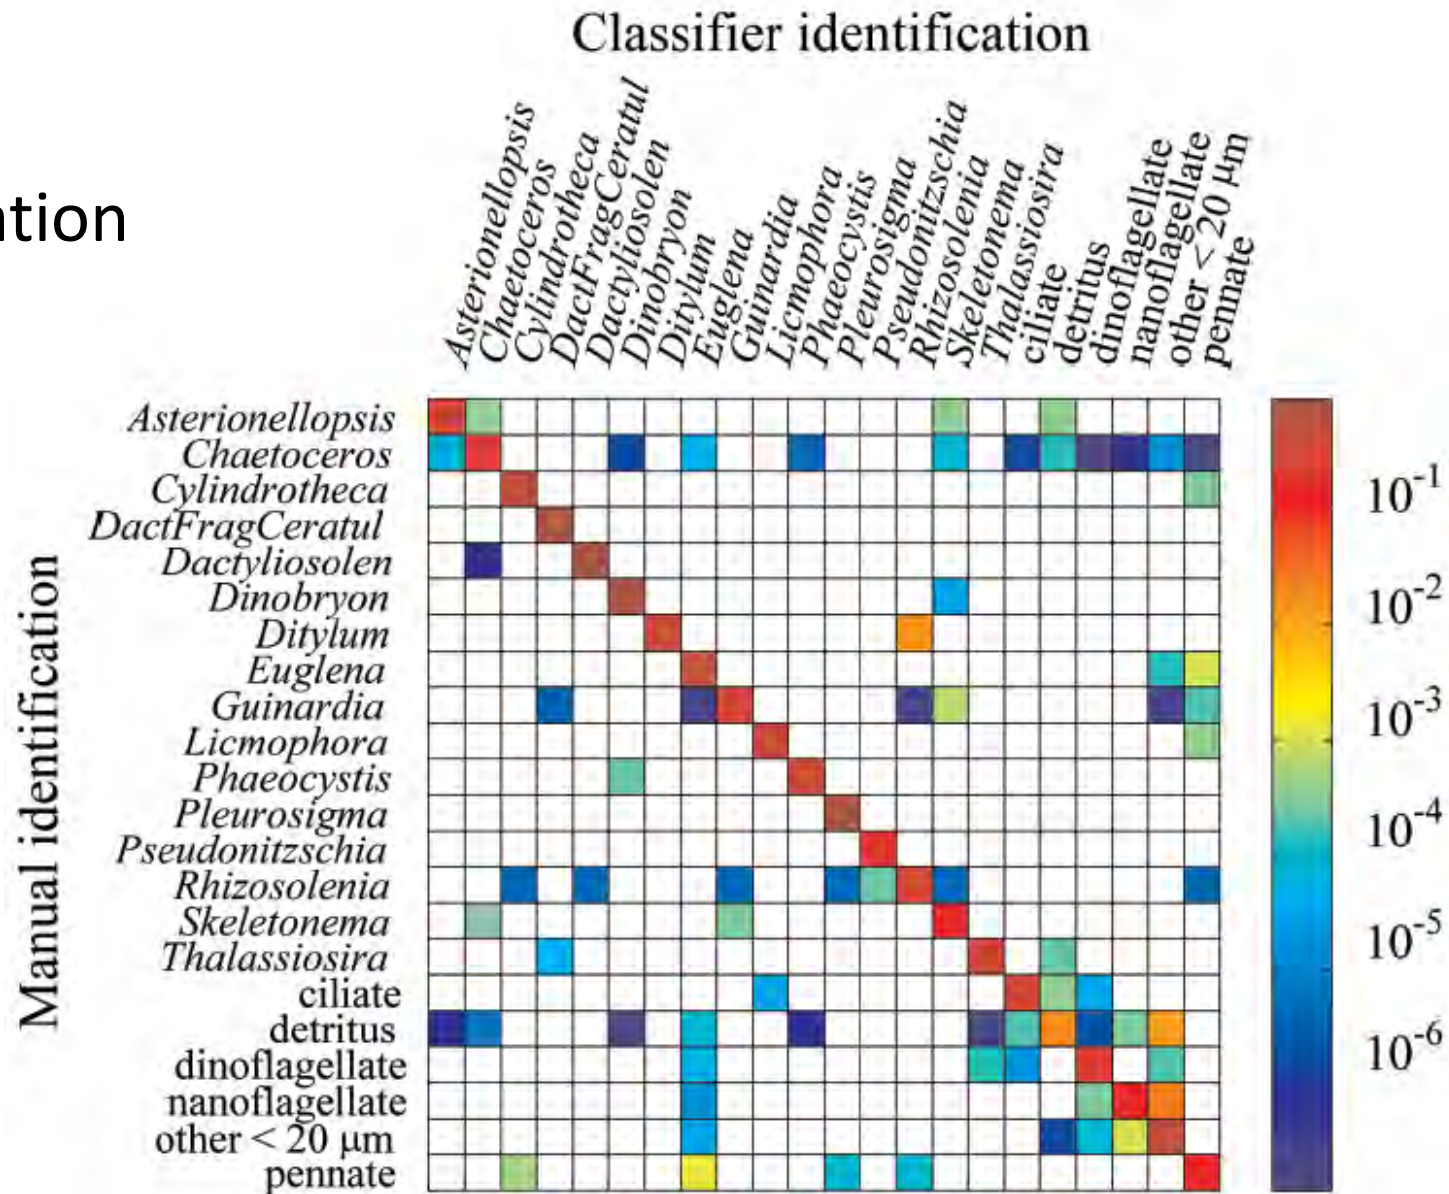 Classifier identification
ation
Asterionellopsis
Chaetoceros
Cylindrotheca
DactFragCeratul
Dactyliosolen
Dinobryon
Ditylum
Euglena
Guinardia
Licmophora
Phaeocystis
Pleurosigma
Pseudonitzschia
Rhizosolenia
Skeletonema
Thalassiosira
ciliate
detritus
dinoflagellate
nanoflagellate
other < 20 μm
pennate
Manual identification
Asterionellopsis
Chaetoceros
Cylindrotheca
DactFragCeratul
Dactyliosolen
Dinobryon
Ditylum
Euglena
Guinardia
Licmophora
Phaeocystis
Pleurosigma
Pseudonitzschia
Rhizosolenia
Skeletonema
Thalassiosira
ciliate
detritus
dinoflagellate
nanoflagellate
other < 20 μm
pennate
10⁻¹
10⁻²
10⁻³
10⁻⁴
10⁻⁵
10⁻⁶